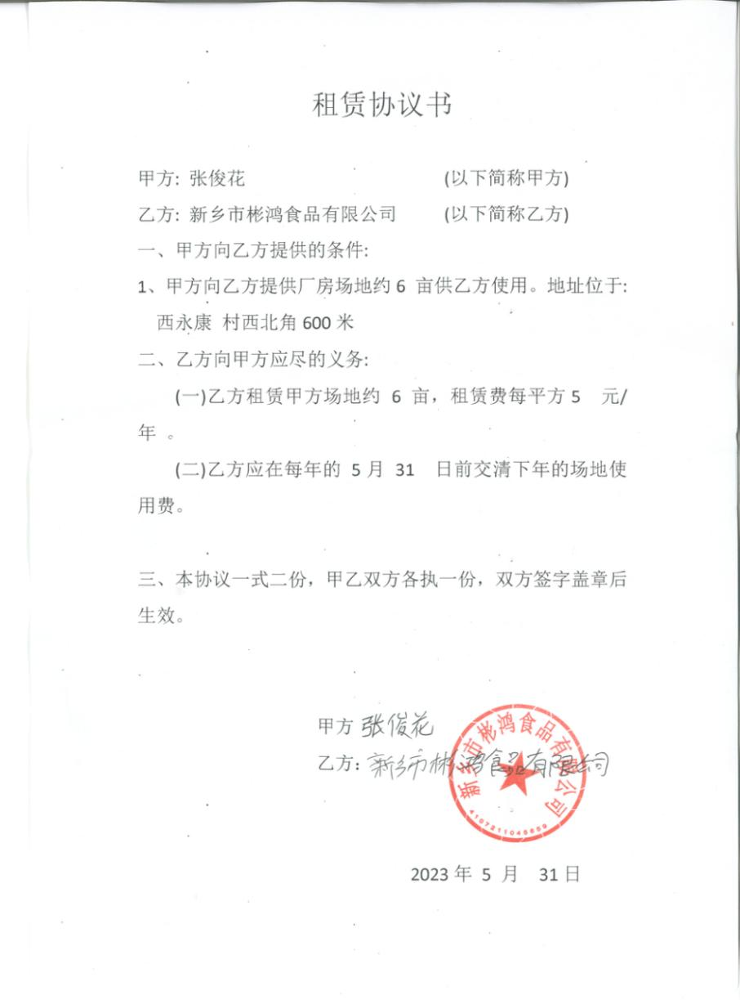 租赁协议书
甲方: 张俊花 (以下简称甲方)
乙方: 新乡市彬鸿食品有限公司 (以下简称乙方)
一、甲方向乙方提供的条件:
1、甲方向乙方提供厂房场地约 6 亩供乙方使用。地址位于:
西永康 村西北角 600 米
二、乙方向甲方应尽的义务:
(一)乙方租赁甲方场地约 6 亩，租赁费每平方 5 元/
年 。
(二)乙方应在每年的 5 月 31 日前交清下年的场地使
用费。
三、本协议一式二份，甲乙双方各执一份，双方签字盖章后
生效。
甲方 张俊花
乙方: 新乡市彬鸿食品有限公司
新乡市彬鸿食品有限公司
4107211045669
2023 年 5 月 31 日